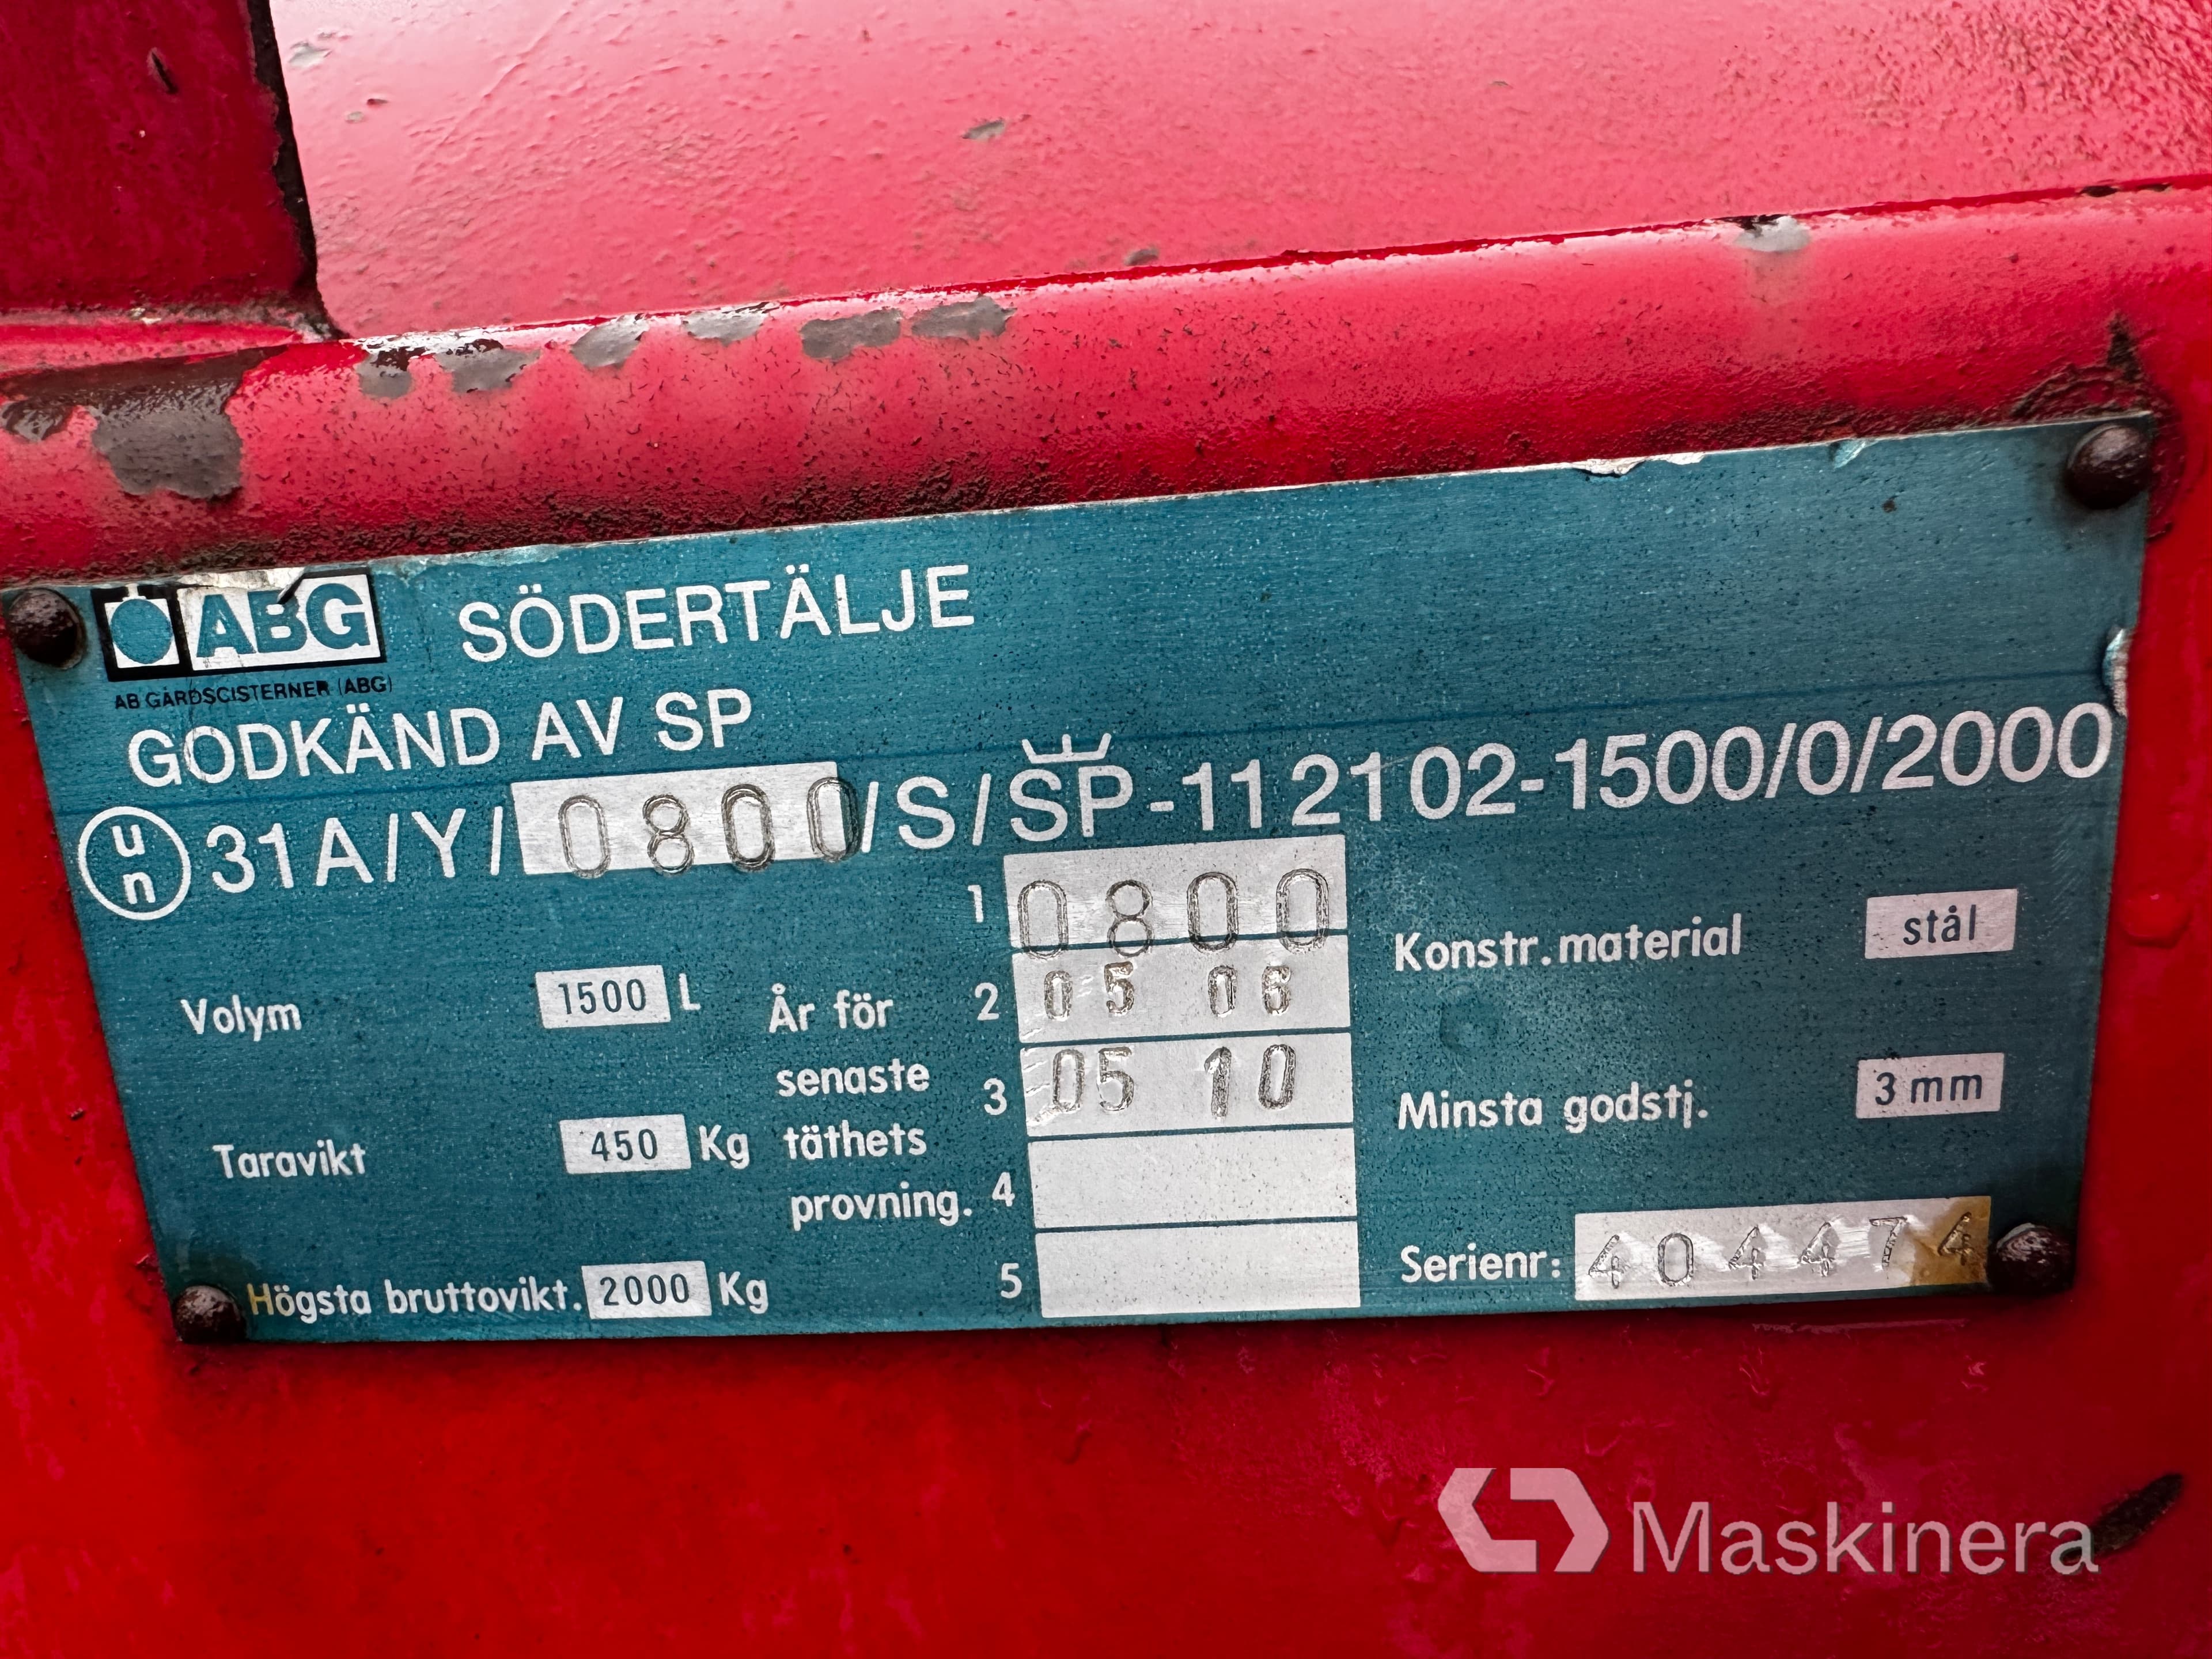 ABG SÖDERTÄLJE
AB GÅRDSCISTERNER (ABG)
GODKÄND AV SP
un 31A/Y/0800/S/SP-112102-1500/0/2000
Volym 1500 L
Taravikt 450 Kg
Högsta bruttovikt. 2000 Kg
År för
senaste
täthets
provning.
1 0800
2 05 06
3 05 10
4
5
Konstr.material stål
Minsta godstj. 3 mm
Serienr: 404474
Maskinera